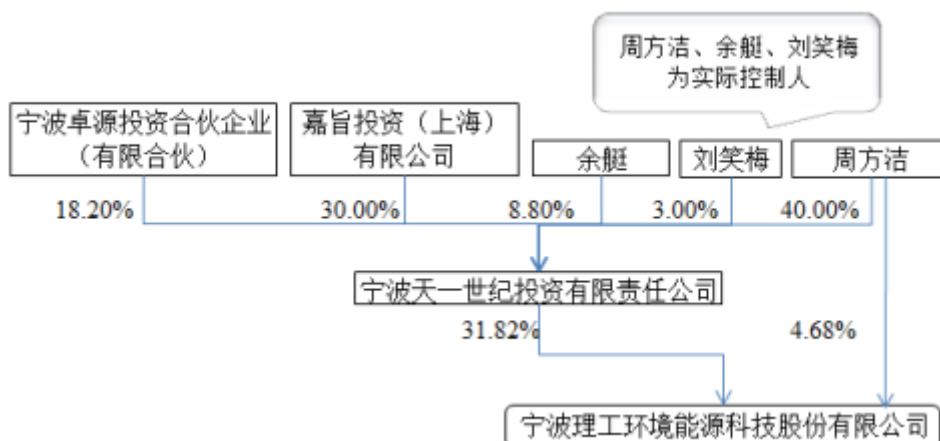 周方洁、余艇、刘笑梅
为实际控制人
宁波卓源投资合伙企业
（有限合伙）
嘉旨投资（上海）
有限公司
余艇
刘笑梅
周方洁
18.20%
30.00%
8.80%
3.00%
40.00%
宁波天一世纪投资有限责任公司
31.82%
4.68%
宁波理工环境能源科技股份有限公司